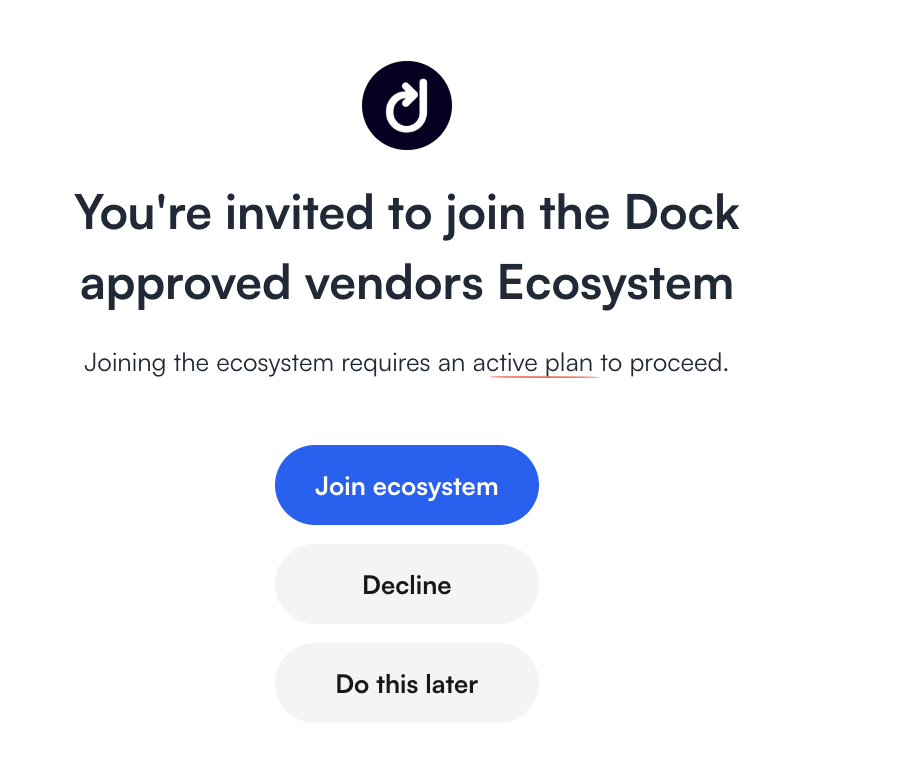 You're invited to join the Dock
approved vendors Ecosystem
Joining the ecosystem requires an active plan to proceed.
Join ecosystem
Decline
Do this later